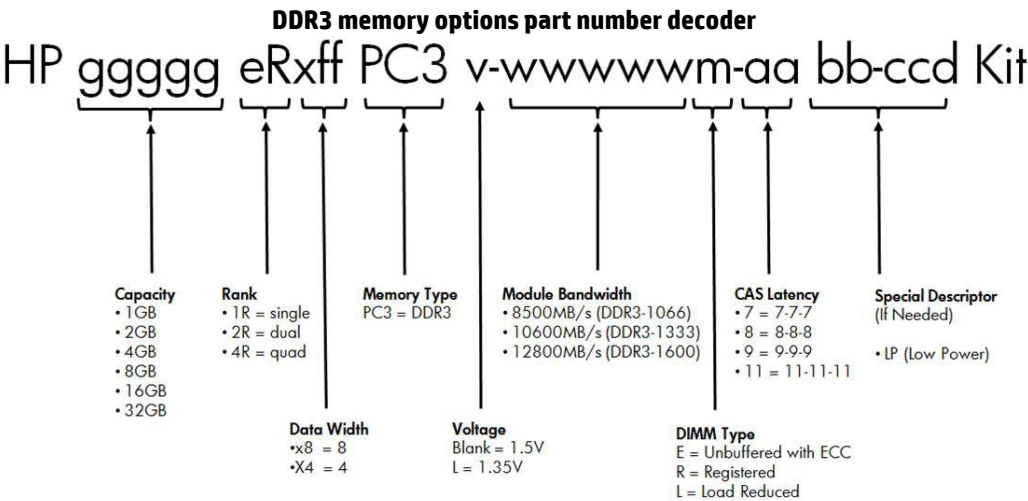 DDR3 memory options part number decoder
HP ggggg eRxff PC3 v-wwwwwm-aa bb-ccd Kit
Capacity
• 1GB
• 2GB
• 4GB
• 8GB
• 16GB
• 32GB
Rank
• 1R = single
• 2R = dual
• 4R = quad
Memory Type
PC3 = DDR3
Module Bandwidth
• 8500MB/s (DDR3-1066)
• 10600MB/s (DDR3-1333)
• 12800MB/s (DDR3-1600)
CAS Latency
• 7 = 7-7-7
• 8 = 8-8-8
• 9 = 9-9-9
• 11 = 11-11-11
Special Descriptor
(If Needed)
• LP (Low Power)
Data Width
•x8 = 8
•X4 = 4
Voltage
Blank = 1.5V
L = 1.35V
DIMM Type
E = Unbuffered with ECC
R = Registered
L = Load Reduced